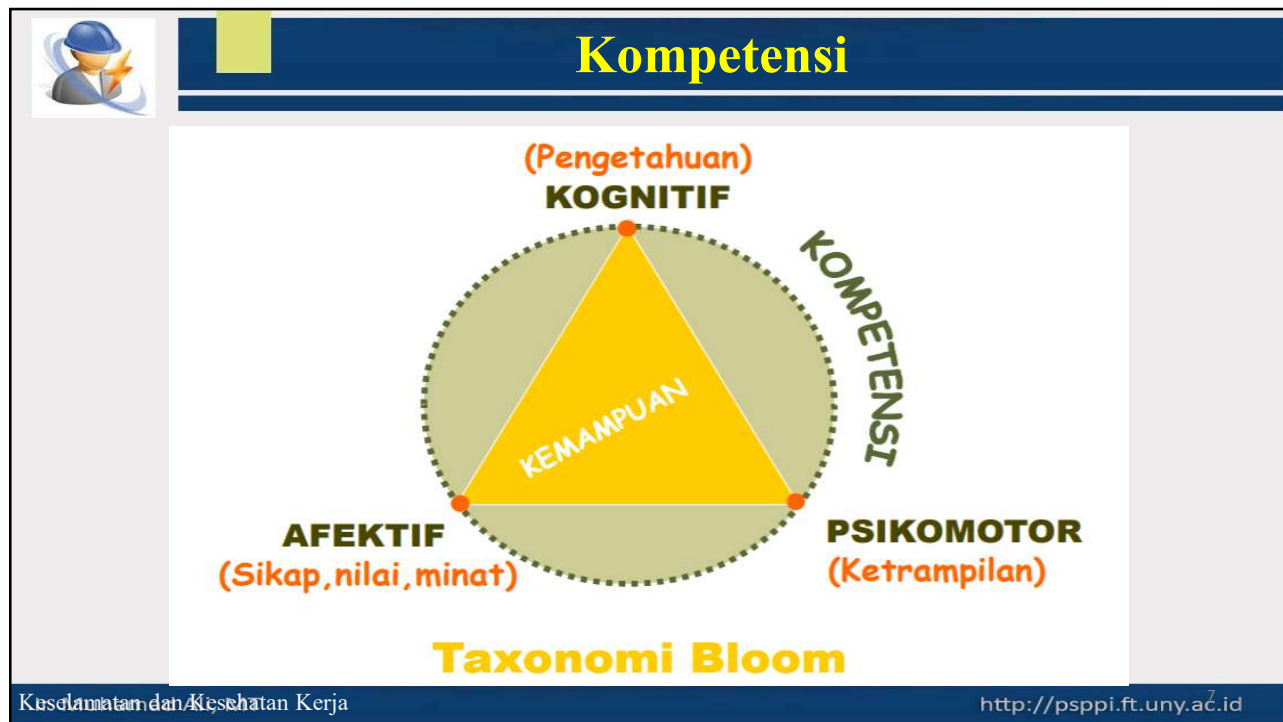 Kompetensi
(Pengetahuan)
KOGNITIF
KOMPETENSI
KEMAMPUAN
AFEKTIF
(Sikap,nilai,minat)
PSIKOMOTOR
(Ketrampilan)
Taxonomi Bloom
Keselamatan dan Kesehatan Kerja
http://psppi.ft.uny.ac.id
7